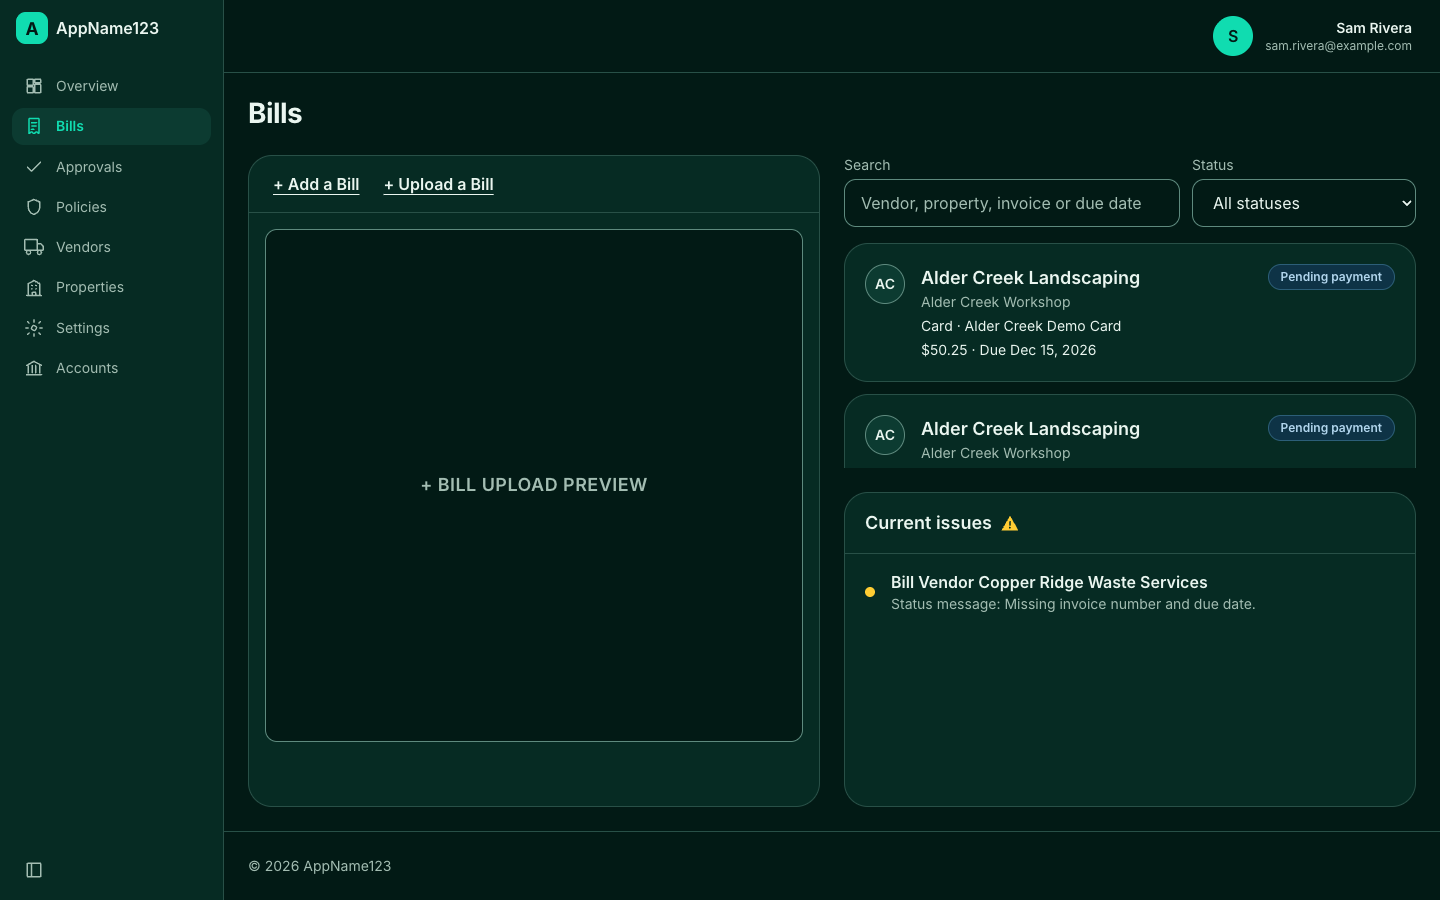 A AppName123
Overview
Bills
Approvals
Policies
Vendors
Properties
Settings
Accounts
S
Sam Rivera
sam.rivera@example.com
Bills
+ Add a Bill + Upload a Bill
+ BILL UPLOAD PREVIEW
Search
Vendor, property, invoice or due date
Status
All statuses
AC
Alder Creek Landscaping
Pending payment
Alder Creek Workshop
Card · Alder Creek Demo Card
$50.25 · Due Dec 15, 2026
AC
Alder Creek Landscaping
Pending payment
Alder Creek Workshop
Current issues
Bill Vendor Copper Ridge Waste Services
Status message: Missing invoice number and due date.
© 2026 AppName123